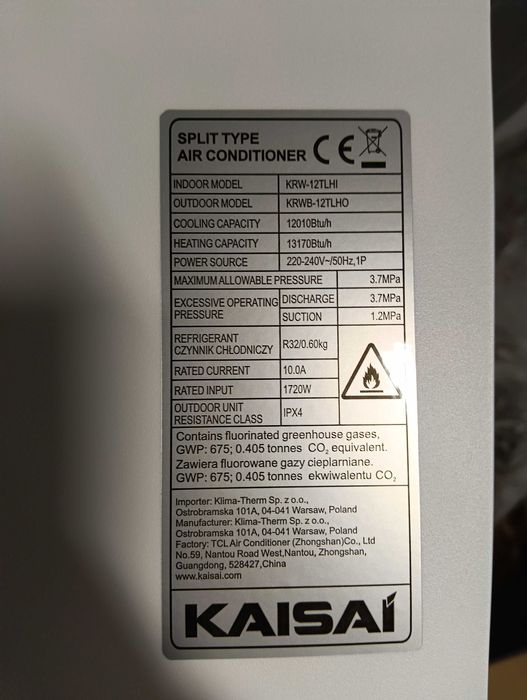 SPLIT TYPE
AIR CONDITIONER CE
INDOOR MODEL KRW-12TLHI
OUTDOOR MODEL KRWB-12TLHO
COOLING CAPACITY 12010Btu/h
HEATING CAPACITY 13170Btu/h
POWER SOURCE 220-240V~/50Hz,1P
MAXIMUM ALLOWABLE PRESSURE 3.7MPa
EXCESSIVE OPERATING PRESSURE DISCHARGE 3.7MPa
SUCTION 1.2MPa
REFRIGERANT
CZYNNIK CHŁODNICZY R32/0.60kg
RATED CURRENT 10.0A
RATED INPUT 1720W
OUTDOOR UNIT
RESISTANCE CLASS IPX4
Contains fluorinated greenhouse gases,
GWP: 675; 0.405 tonnes CO₂ equivalent.
Zawiera fluorowane gazy cieplarniane.
GWP: 675; 0.405 tonnes ekwiwalentu CO₂
Importer: Klima-Therm Sp. z o.o.,
Ostrobramska 101A, 04-041 Warsaw, Poland
Manufacturer: Klima-Therm Sp. z o.o.,
Ostrobramska 101A, 04-041 Warsaw, Poland
Factory: TCL Air Conditioner (Zhongshan)Co., Ltd
No.59, Nantou Road West,Nantou, Zhongshan,
Guangdong, 528427,China
www.kaisai.com
KAISAI